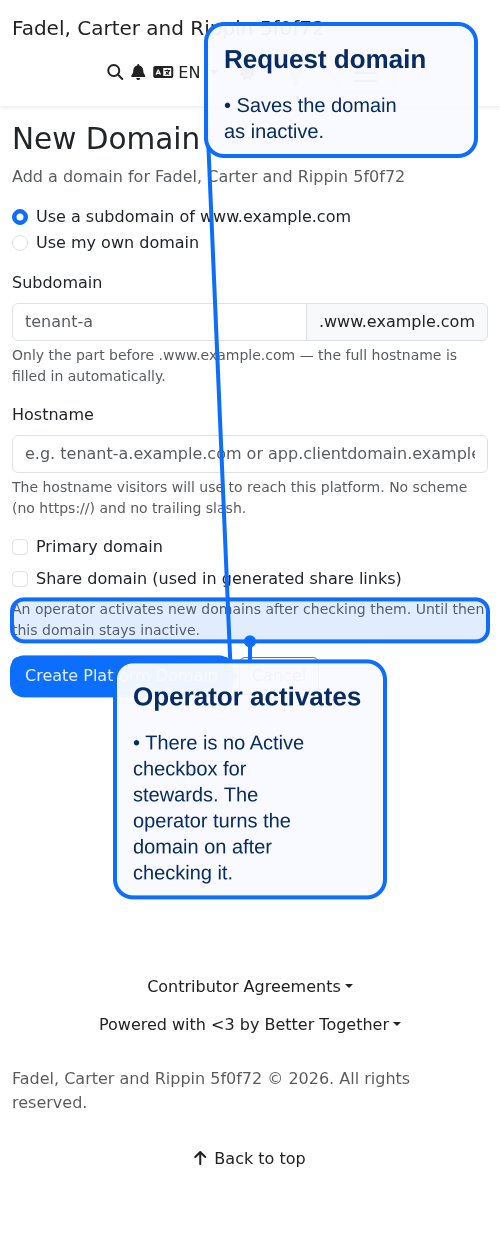 Fadel, Carter and Rippin 5f0f72
EN
Request domain
• Saves the domain
as inactive.
New Domain
Add a domain for Fadel, Carter and Rippin 5f0f72
Use a subdomain of www.example.com
Use my own domain
Subdomain
tenant-a
.www.example.com
Only the part before .www.example.com — the full hostname is
filled in automatically.
Hostname
e.g. tenant-a.example.com or app.clientdomain.example
The hostname visitors will use to reach this platform. No scheme
(no https://) and no trailing slash.
Primary domain
Share domain (used in generated share links)
An operator activates new domains after checking them. Until then
this domain stays inactive.
Create Platform Domain
Cancel
Operator activates
• There is no Active
checkbox for
stewards. The
operator turns the
domain on after
checking it.
Contributor Agreements
Powered with <3 by Better Together
Fadel, Carter and Rippin 5f0f72 © 2026. All rights
reserved.
Back to top